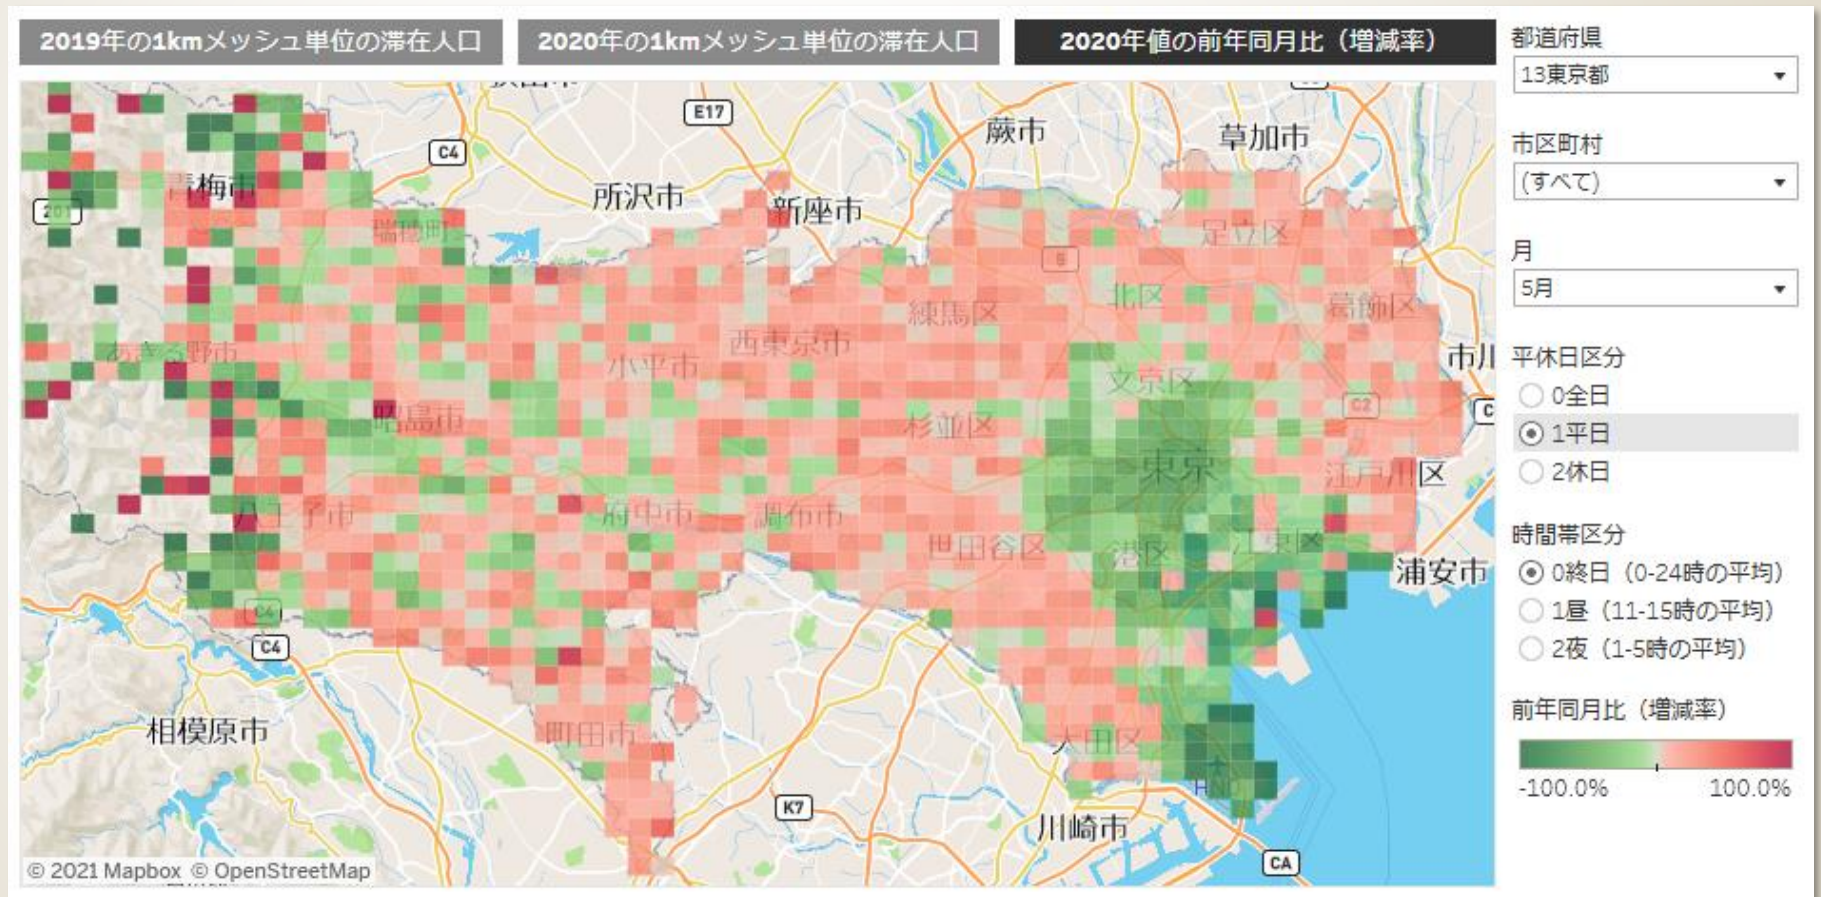 2019年の1kmメッシュ単位の滞在人口
2020年の1kmメッシュ単位の滞在人口
2020年値の前年同月比（増減率）
都道府県
13東京都
市区町村
(すべて)
月
5月
平休日区分
0全日
1平日
2休日
時間帯区分
0終日（0-24時の平均）
1昼（11-15時の平均）
2夜（1-5時の平均）
前年同月比（増減率）
-100.0%
100.0%
E17
蕨市
草加市
C4
青梅市
所沢市
新座市
201
瑞穂町
足立区
練馬区
北区
葛飾区
あきる野市
西東京市
小平市
市川
文京区
昭島市
杉並区
C2
東京
江戸川区
八王子市
府中市
調布市
世田谷区
港区
江東区
浦安市
C4
C4
相模原市
町田市
大田区
K7
川崎市
CA
© 2021 Mapbox © OpenStreetMap